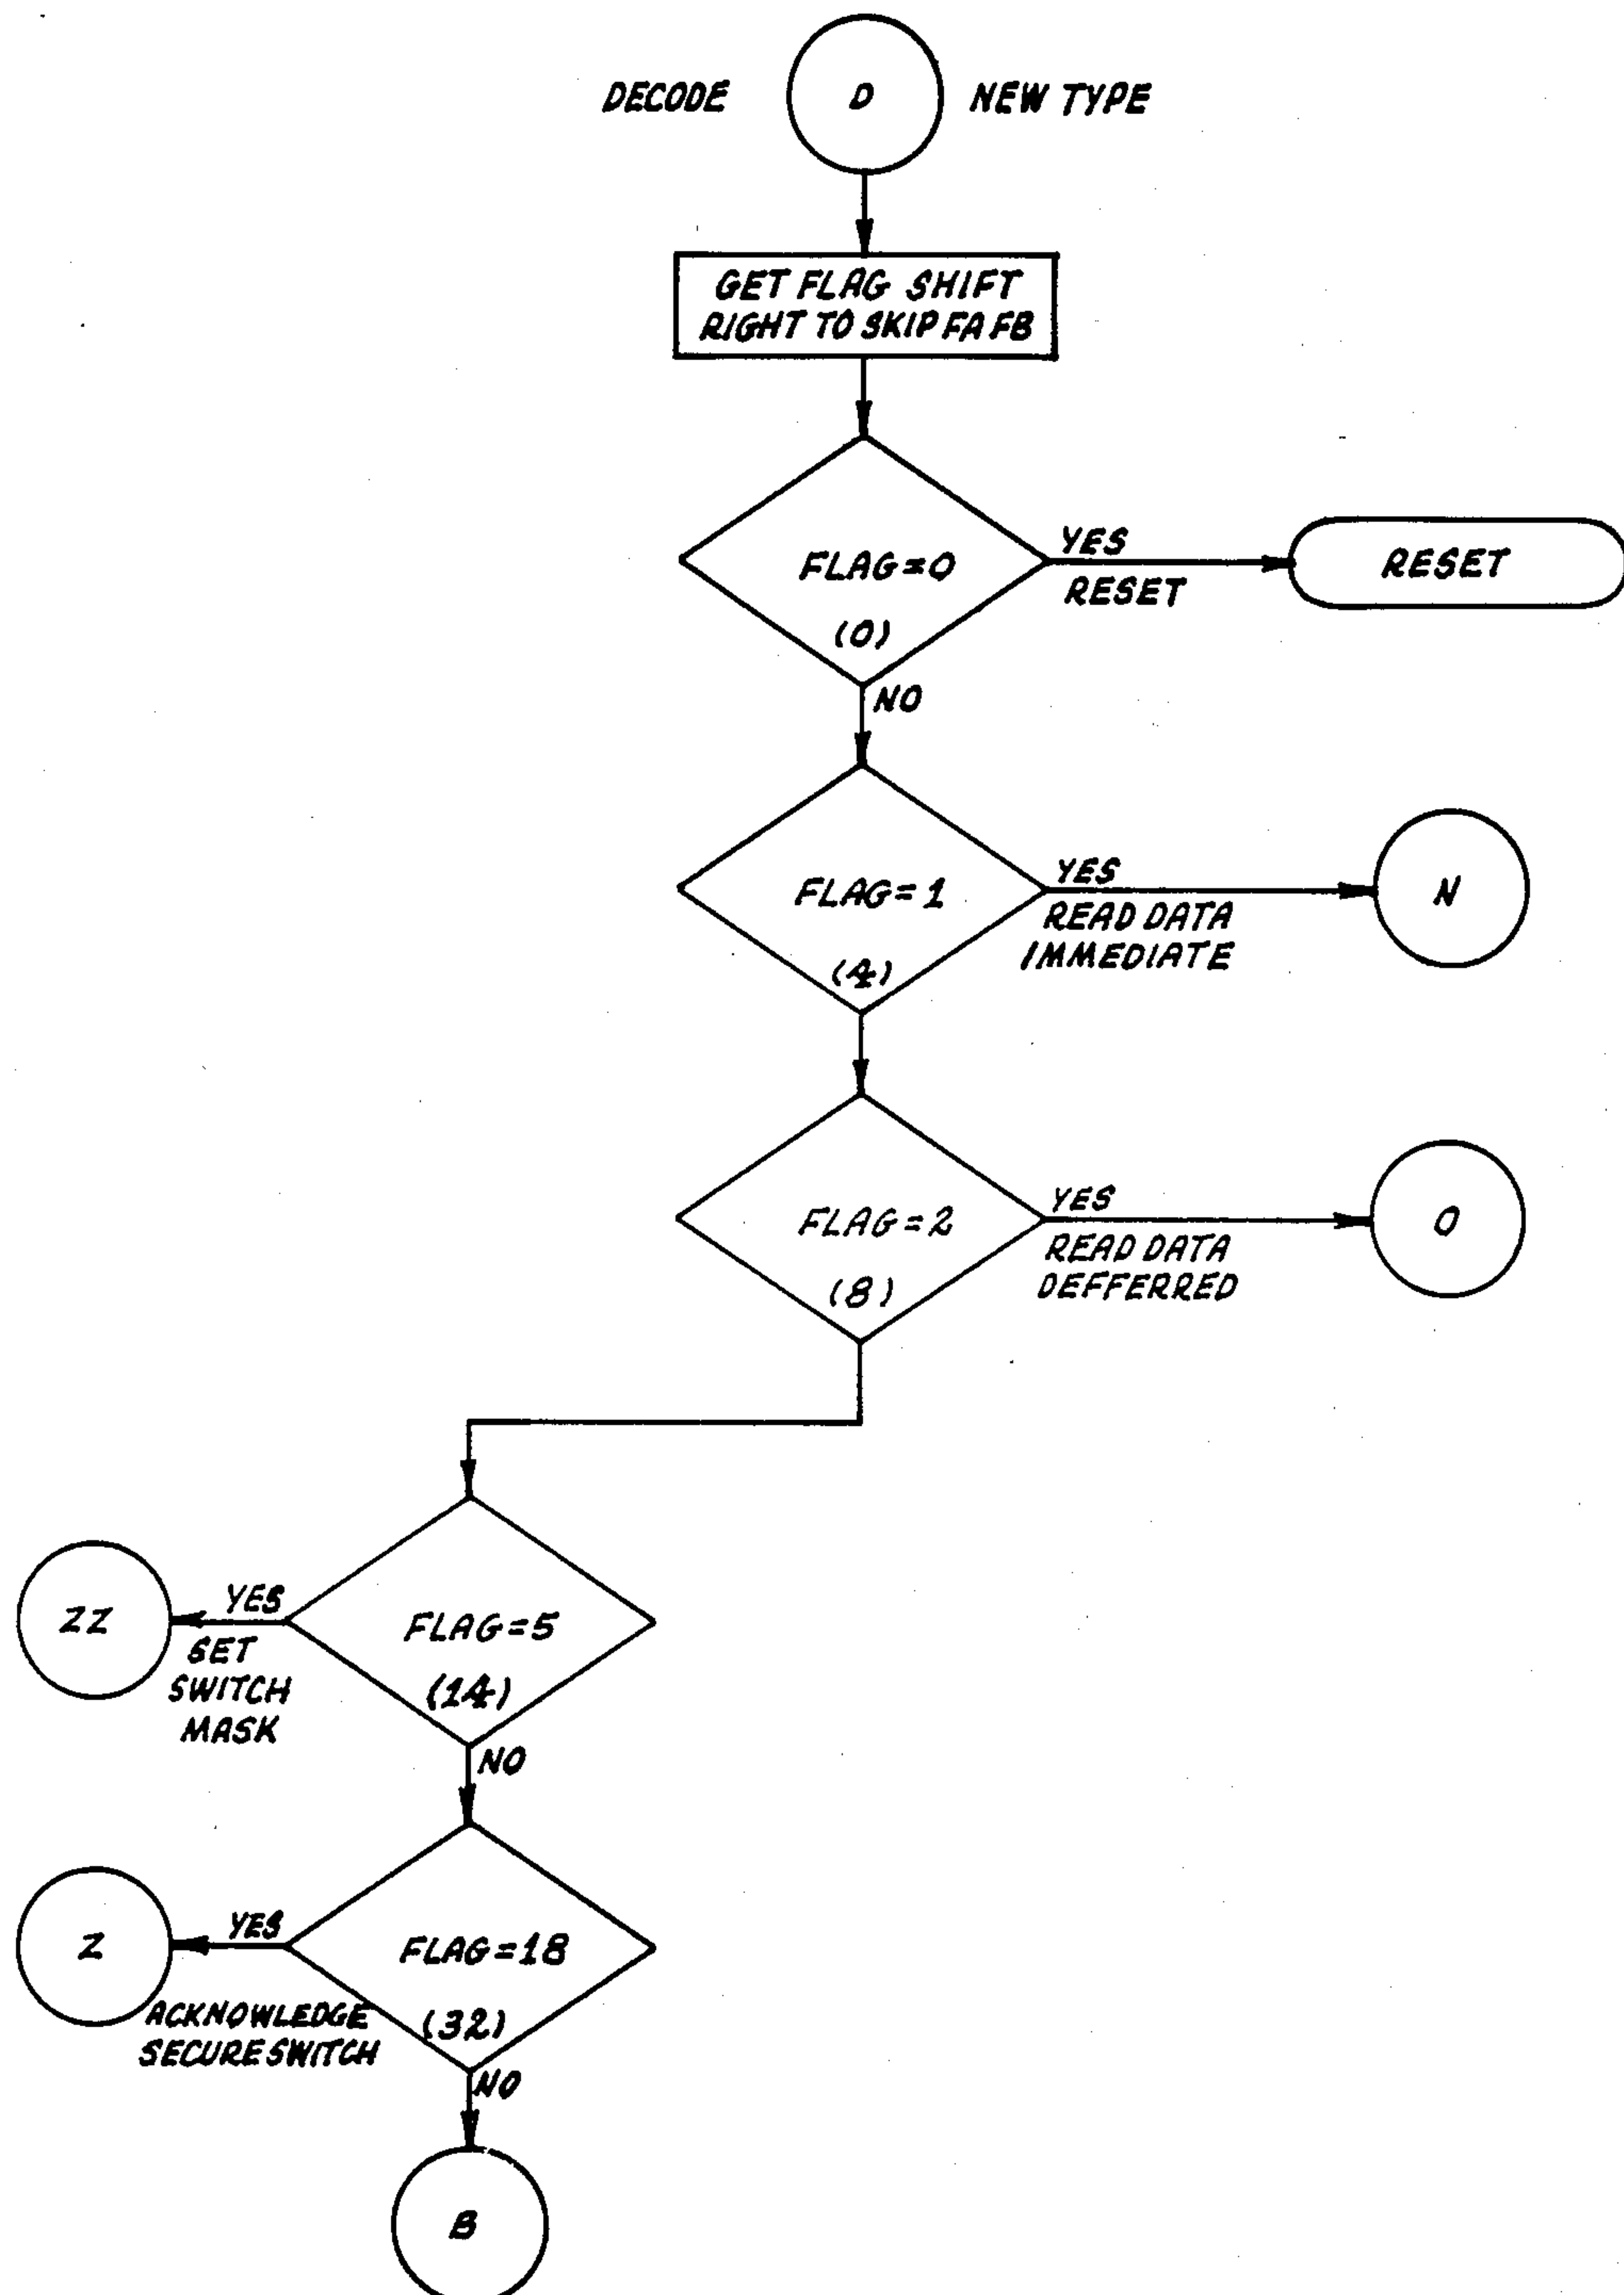 DECODE D NEW TYPE
GET FLAG SHIFT
RIGHT TO SKIP FA FB
FLAG=0
(0)
YES
RESET
RESET
NO
FLAG=1
(4)
YES
READ DATA
IMMEDIATE
N
FLAG=2
(8)
YES
READ DATA
DEFFERRED
O
FLAG=5
(14)
YES
SET
SWITCH
MASK
ZZ
NO
FLAG=18
(32)
YES
ACKNOWLEDGE
SECURE SWITCH
Z
NO
B